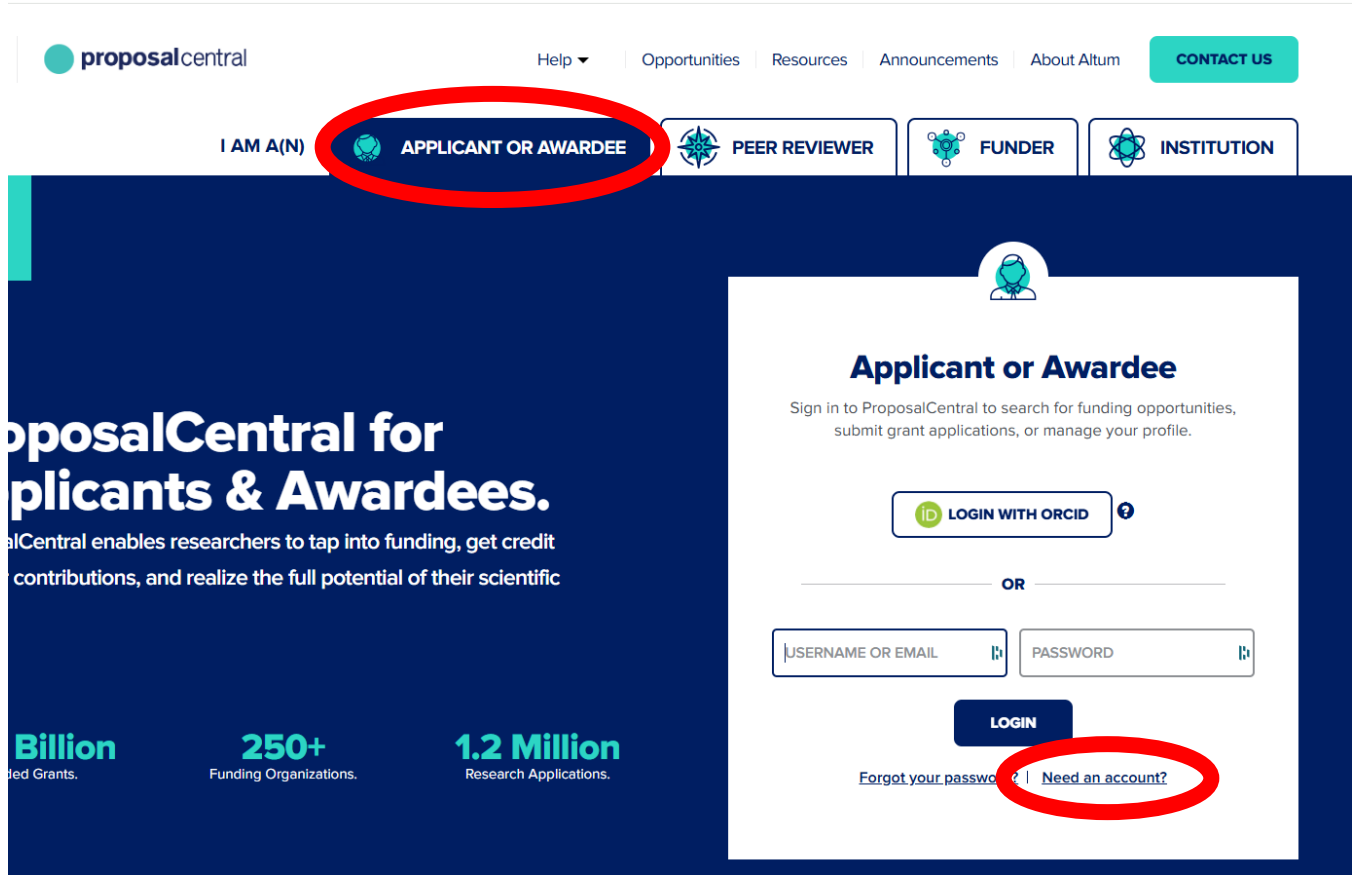 proposalcentral
Help Opportunities Resources Announcements About Altum CONTACT US
I AM A(N) APPLICANT OR AWARDEE PEER REVIEWER FUNDER INSTITUTION
Applicant or Awardee
Sign in to ProposalCentral to search for funding opportunities,
submit grant applications, or manage your profile.
iD LOGIN WITH ORCID ?
OR
USERNAME OR EMAIL PASSWORD
LOGIN
Forgot your password? | Need an account?
oposalCentral for
plicants & Awardees.
alCentral enables researchers to tap into funding, get credit
contributions, and realize the full potential of their scientific
Billion
ded Grants.
250+
Funding Organizations.
1.2 Million
Research Applications.